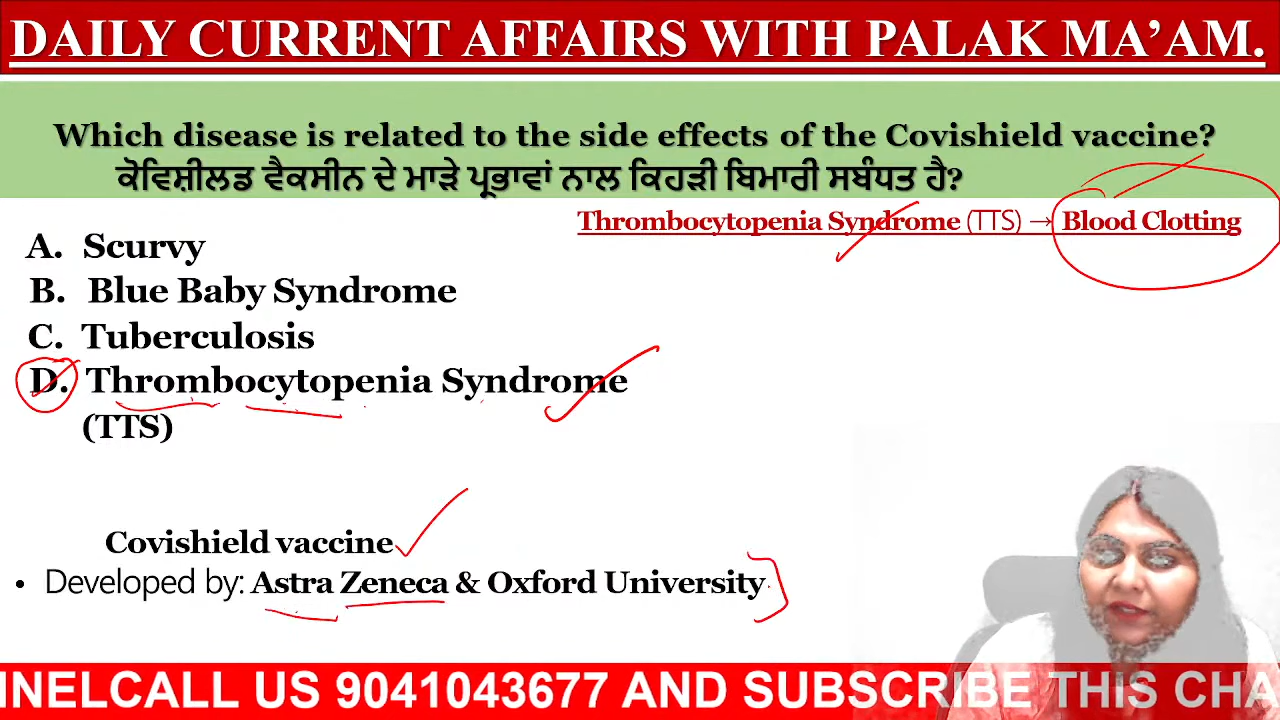 DAILY CURRENT AFFAIRS WITH PALAK MA’AM.
Which disease is related to the side effects of the Covishield vaccine?
ਕੋਵਿਸ਼ੀਲਡ ਵੈਕਸੀਨ ਦੇ ਮਾੜੇ ਪ੍ਰਭਾਵਾਂ ਨਾਲ ਕਿਹੜੀ ਬਿਮਾਰੀ ਸਬੰਧਤ ਹੈ?
Thrombocytopenia Syndrome (TTS) → Blood Clotting
A. Scurvy
B. Blue Baby Syndrome
C. Tuberculosis
D. Thrombocytopenia Syndrome
(TTS)
Covishield vaccine
• Developed by: Astra Zeneca & Oxford University
INELCALL US 9041043677 AND SUBSCRIBE THIS CHA